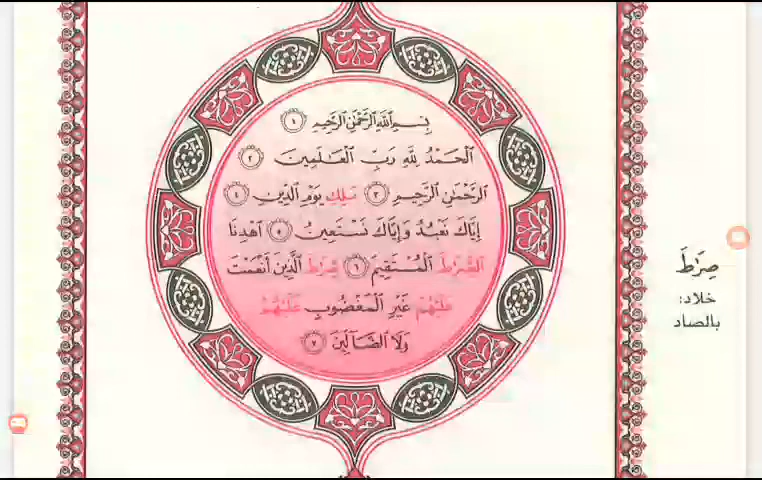 بِسْمِ ٱللَّهِ ٱلرَّحْمَٰنِ ٱلرَّحِيمِ ١
ٱلْحَمْدُ لِلَّهِ رَبِّ ٱلْعَٰلَمِينَ ٢
ٱلرَّحْمَٰنِ ٱلرَّحِيمِ ٣ مَلِكِ يَوْمِ ٱلدِّينِ ٤
إِيَّاكَ نَعْبُدُ وَإِيَّاكَ نَسْتَعِينُ ٥ ٱهْدِنَا
ٱلصِّرَٰطَ ٱلْمُسْتَقِيمَ ٦ صِرَٰطَ ٱلَّذِينَ أَنْعَمْتَ
عَلَيْهُمْ غَيْرِ ٱلْمَغْضُوبِ عَلَيْهُمْ
وَلَا ٱلضَّآلِّينَ ٧
صِرَٰطَ
خلاد:
بالصاد